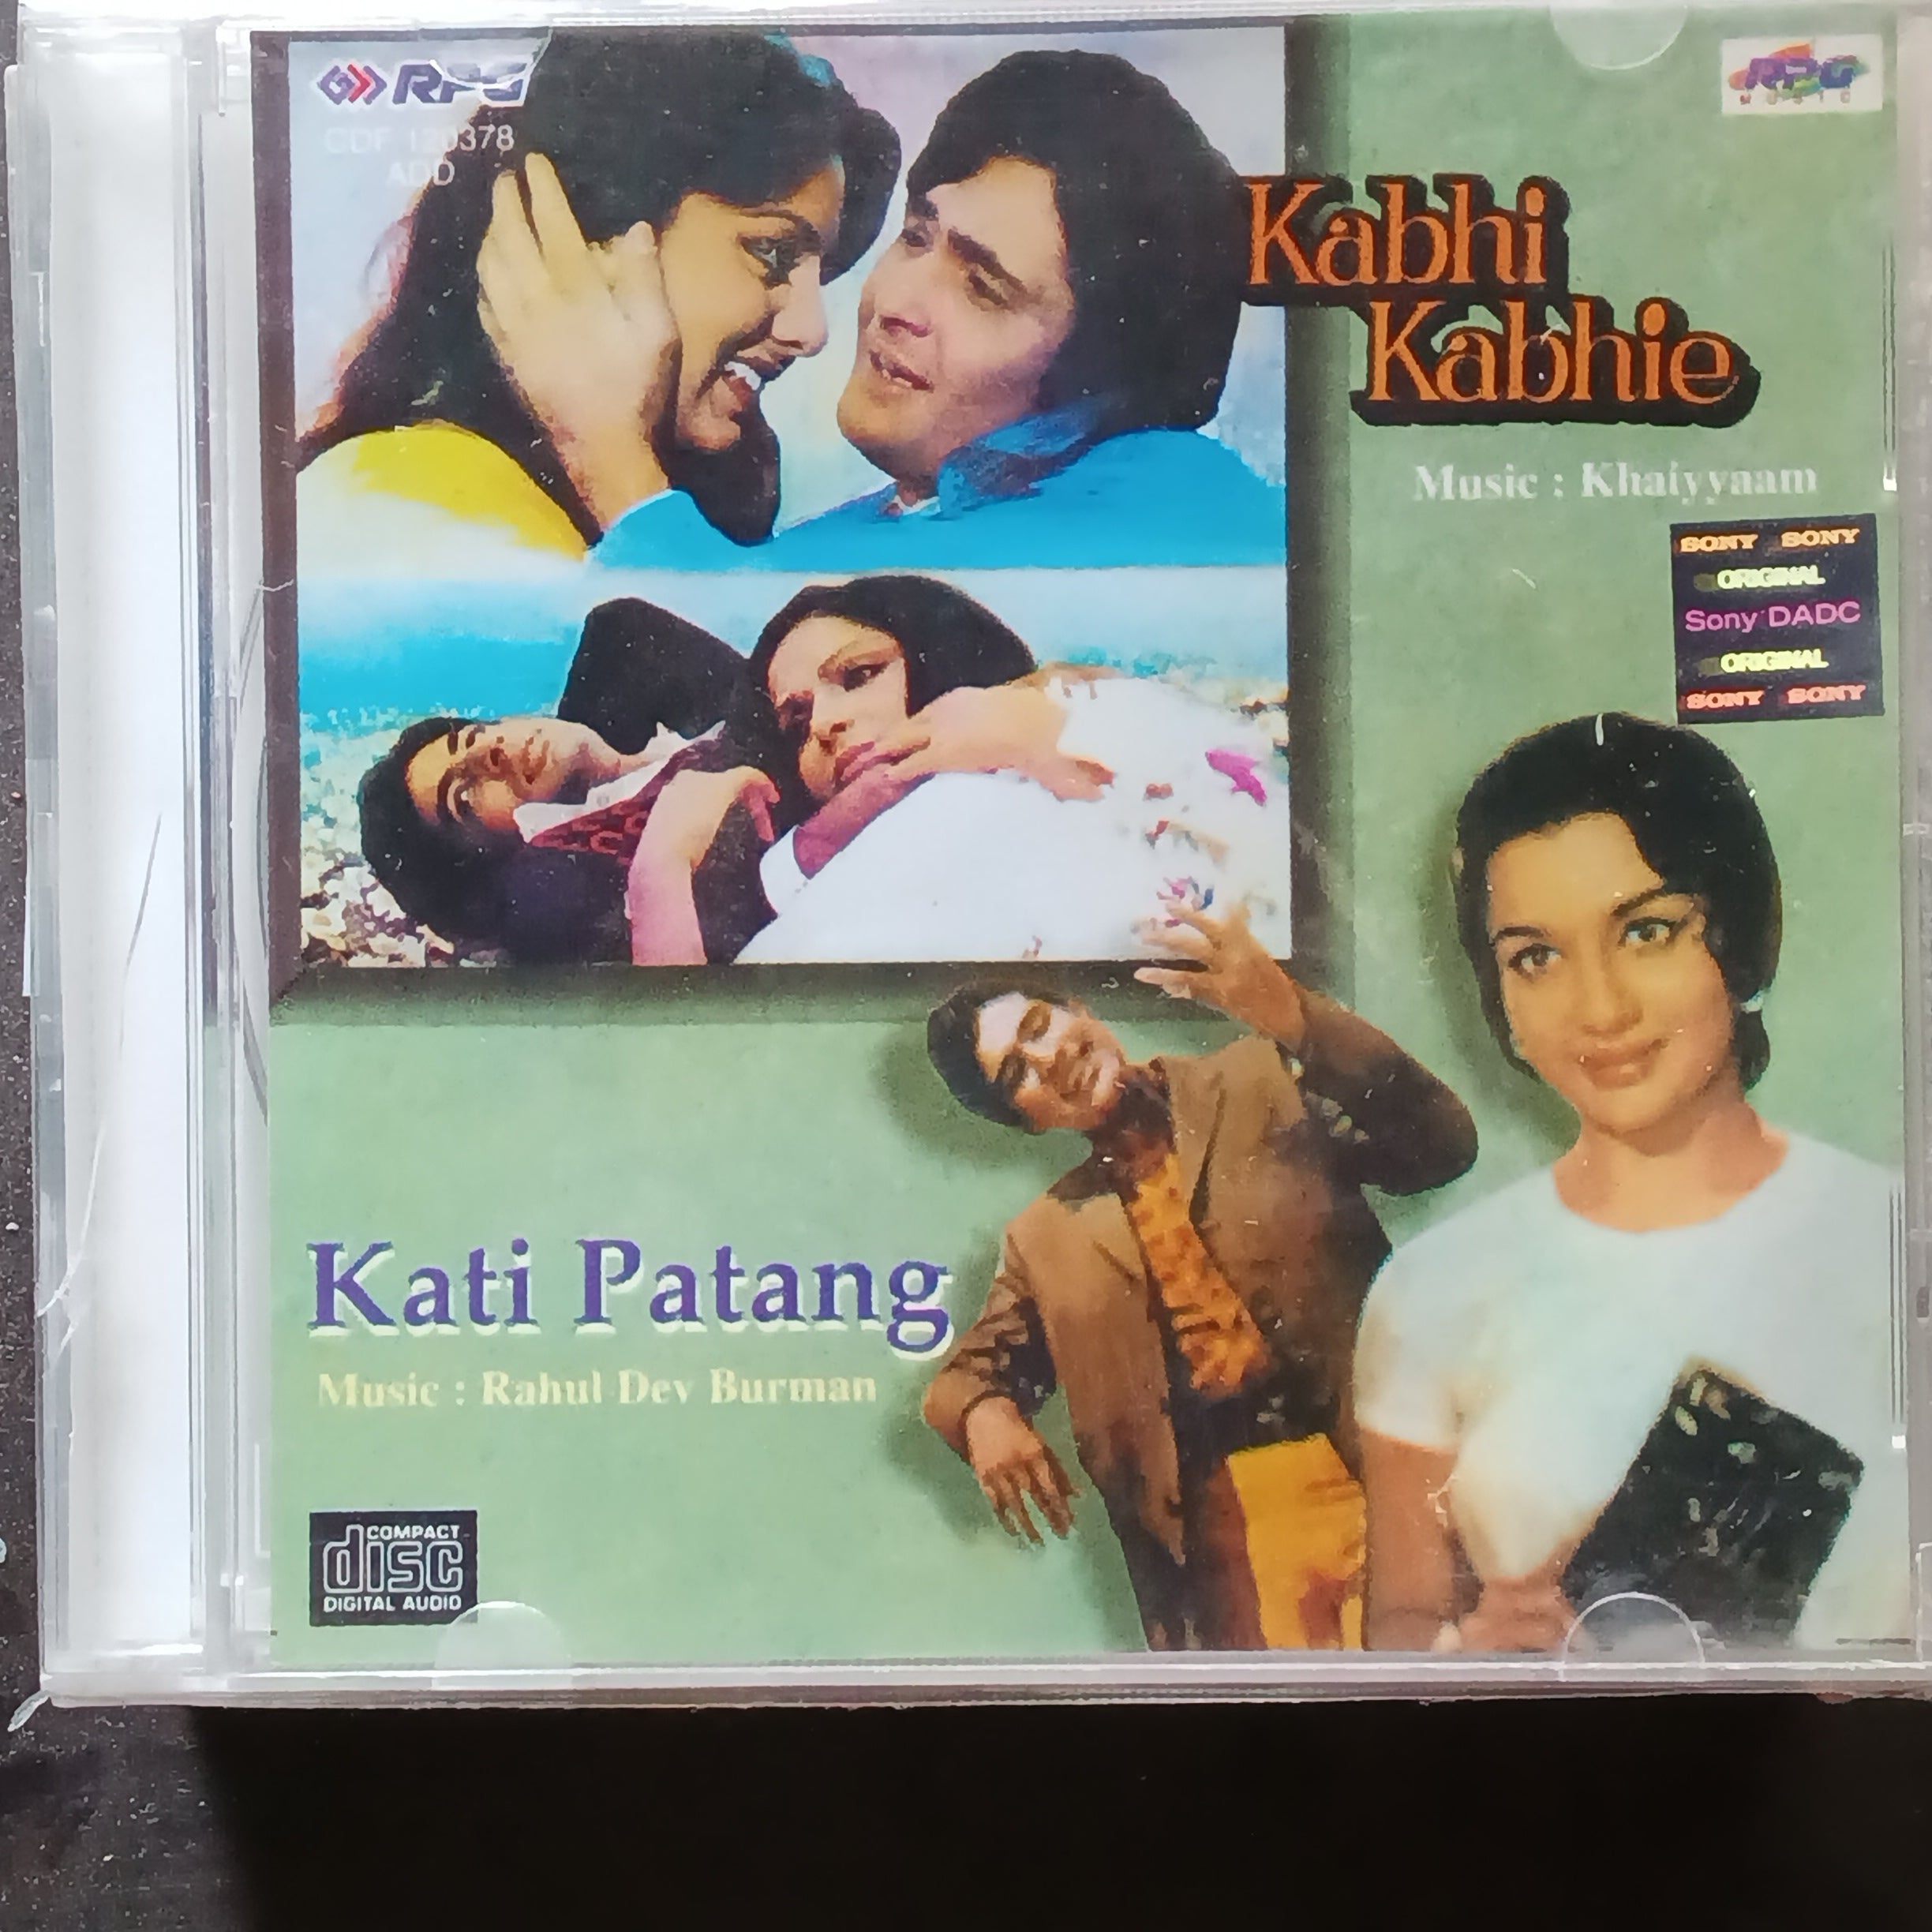 RPG
CDF 120378
ADD
RPG
MUSIC
Kabhi
Kabhie
Music : Khaiyyaam
SONY SONY
ORIGINAL
Sony DADC
ORIGINAL
SONY SONY
Kati Patang
Music : Rahul Dev Burman
COMPACT
disc
DIGITAL AUDIO